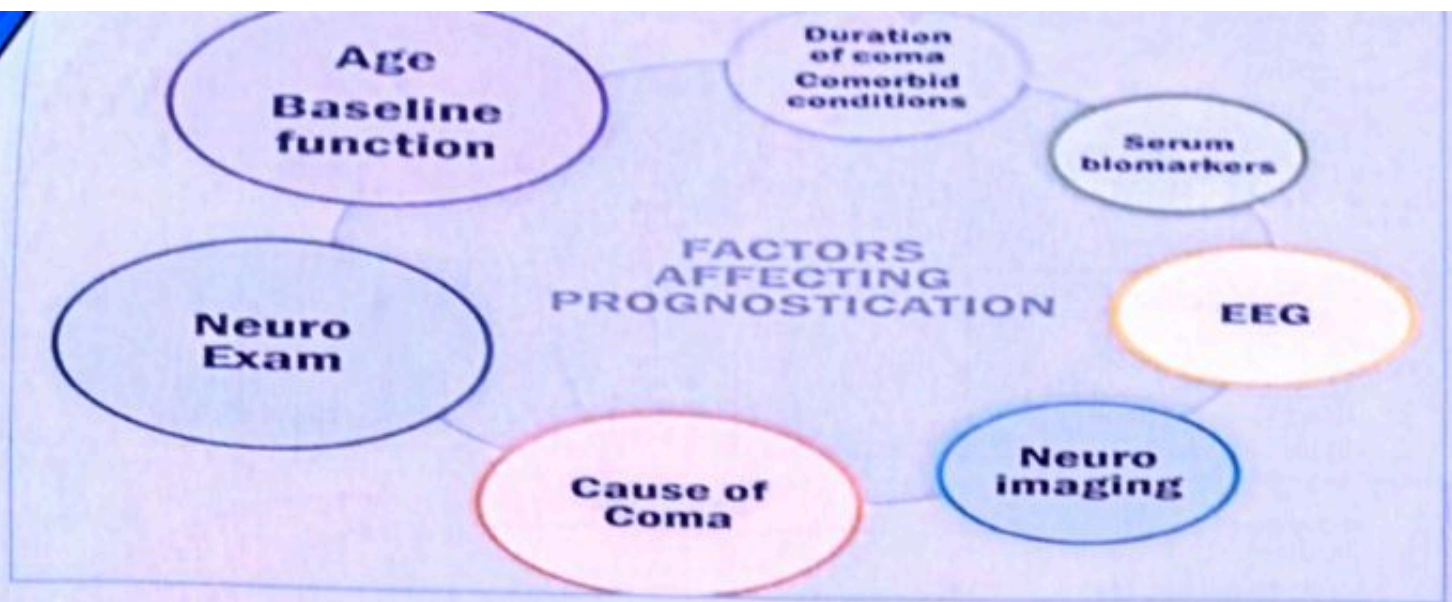 Age
Baseline
function
Duration
of coma
Comorbid
conditions
Serum
biomarkers
FACTORS
AFFECTING
PROGNOSTICATION
EEG
Neuro
Exam
Neuro
imaging
Cause of
Coma